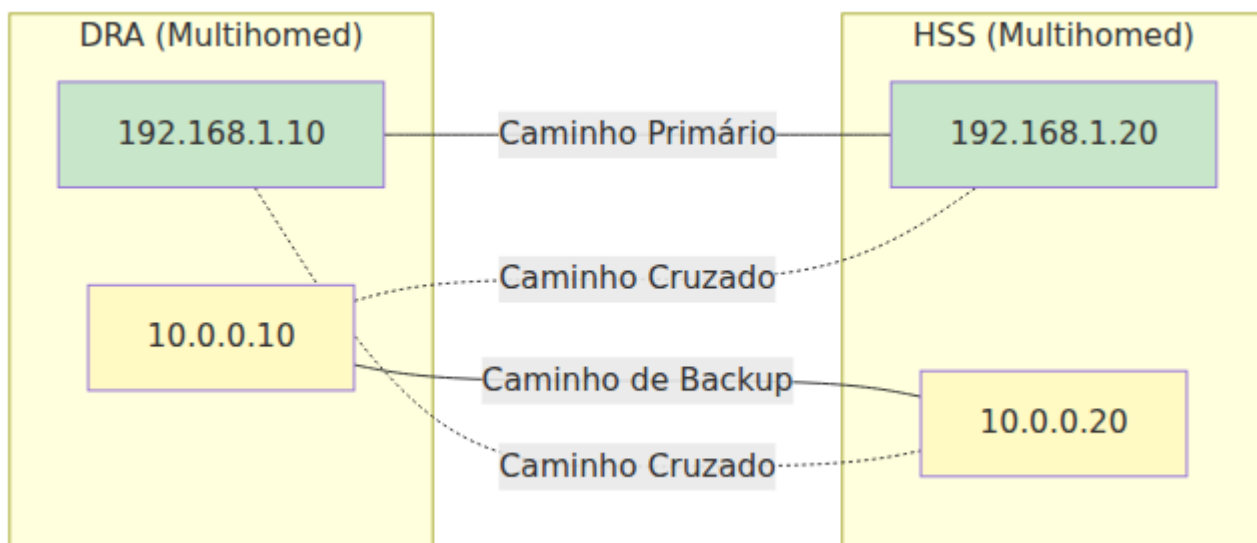 DRA (Multihomed)
HSS (Multihomed)
192.168.1.10
Caminho Primário
192.168.1.20
Caminho Cruzado
10.0.0.10
Caminho de Backup
10.0.0.20
Caminho Cruzado